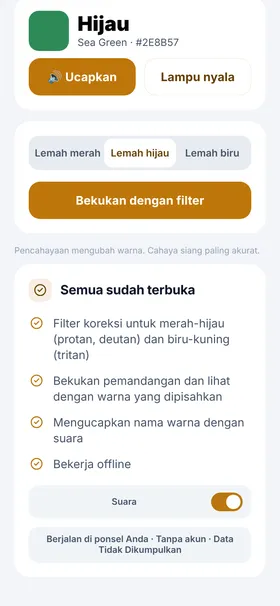 Hijau
Sea Green · #2E8B57
🔊 Ucapkan
Lampu nyala
Lemah merah
Lemah hijau
Lemah biru
Bekukan dengan filter
Pencahayaan mengubah warna. Cahaya siang paling akurat.
Semua sudah terbuka
Filter koreksi untuk merah-hijau
(protan, deutan) dan biru-kuning
(tritan)
Bekukan pemandangan dan lihat
dengan warna yang dipisahkan
Mengucapkan nama warna dengan
suara
Bekerja offline
Suara
Berjalan di ponsel Anda · Tanpa akun · Data
Tidak Dikumpulkan